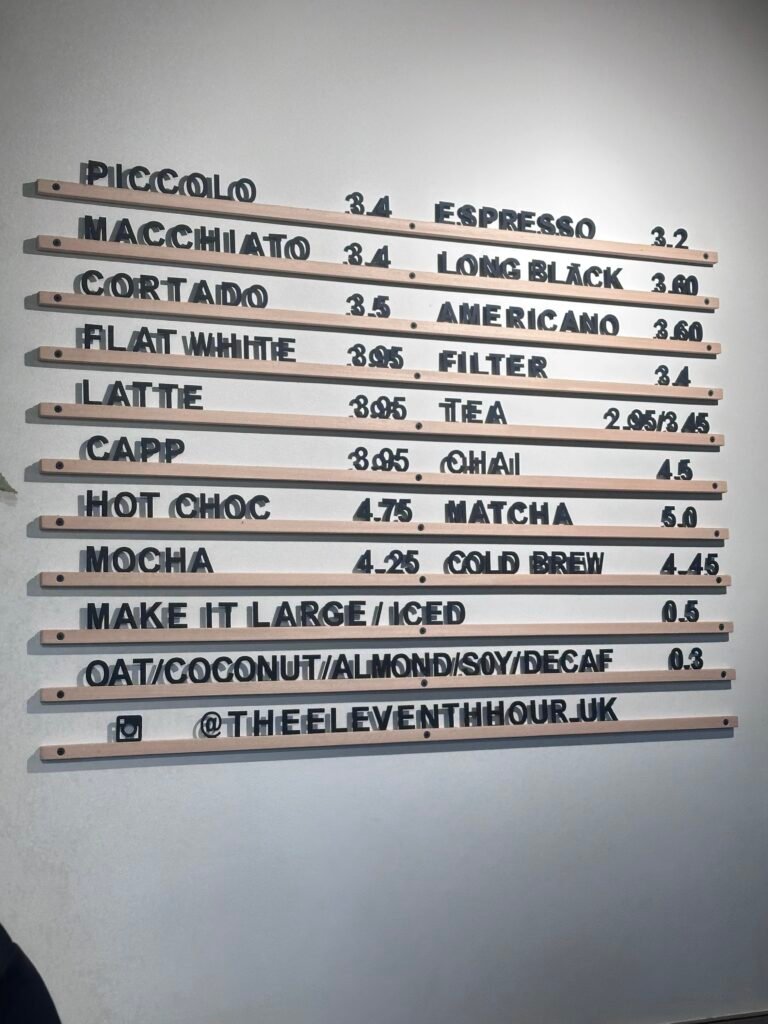 PICCOLO 3.4 ESPRESSO 3.2
MACCHIATO 3.4 LONG BLACK 3.60
CORTADO 3.5 AMERICANO 3.60
FLAT WHITE 3.95 FILTER 3.4
LATTE 3.95 TEA 2.95/3.45
CAPP 3.95 CHAI 4.5
HOT CHOC 4.75 MATCHA 5.0
MOCHA 4.25 COLD BREW 4.45
MAKE IT LARGE/ICED 0.5
OAT/COCONUT/ALMOND/SOY/DECAF 0.3
@THEELEVENTHHOUR_UK